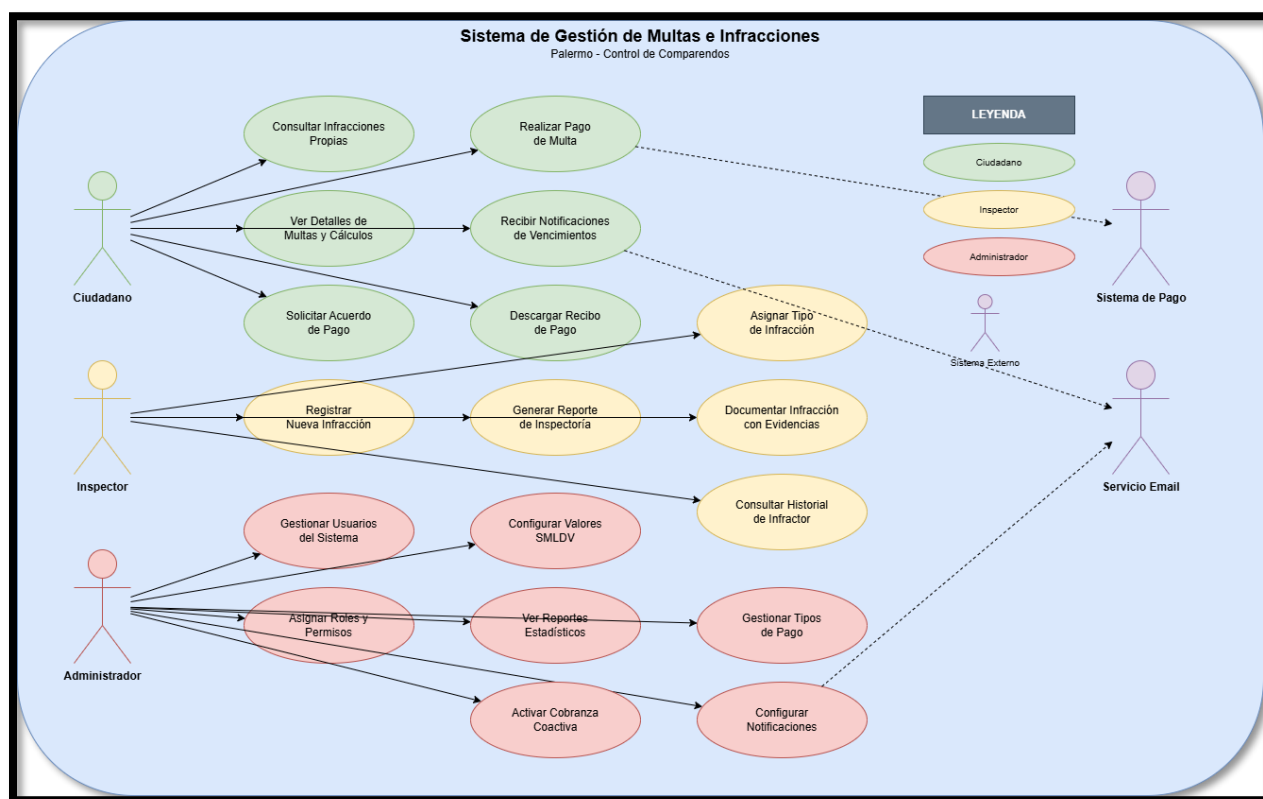 Sistema de Gestión de Multas e Infracciones
Palermo - Control de Comparendos
LEYENDA
Ciudadano
Inspector
Administrador
Sistema Externo
Consultar Infracciones
Propias
Realizar Pago
de Multa
Ver Detalles de
Multas y Cálculos
Recibir Notificaciones
de Vencimientos
Ciudadano
Sistema de Pago
Solicitar Acuerdo
de Pago
Descargar Recibo
de Pago
Asignar Tipo
de Infracción
Registrar
Nueva Infracción
Generar Reporte
de Inspectoría
Documentar Infracción
con Evidencias
Inspector
Servicio Email
Consultar Historial
de Infractor
Gestionar Usuarios
del Sistema
Configurar Valores
SMLDV
Asignar Roles y
Permisos
Ver Reportes
Estadísticos
Gestionar Tipos
de Pago
Administrador
Activar Cobranza
Coactiva
Configurar
Notificaciones